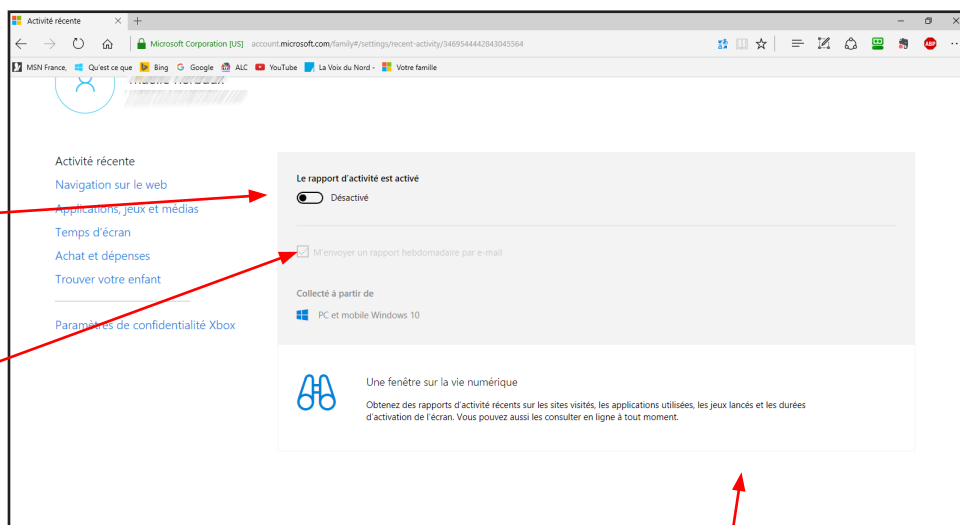 Activité récente
Microsoft Corporation [US] account.microsoft.com/family#/settings/recent-activity/3469544442843045564
ABP
MSN France, Qu'est ce que Bing Google ALC YouTube La Voix du Nord - Votre famille
Activité récente
Navigation sur le web
Applications, jeux et médias
Temps d'écran
Achat et dépenses
Trouver votre enfant
Paramètres de confidentialité Xbox
Le rapport d'activité est activé
Désactivé
M'envoyer un rapport hebdomadaire par e-mail
Collecté à partir de
PC et mobile Windows 10
Une fenêtre sur la vie numérique
Obtenez des rapports d'activité récents sur les sites visités, les applications utilisées, les jeux lancés et les durées
d'activation de l'écran. Vous pouvez aussi les consulter en ligne à tout moment.